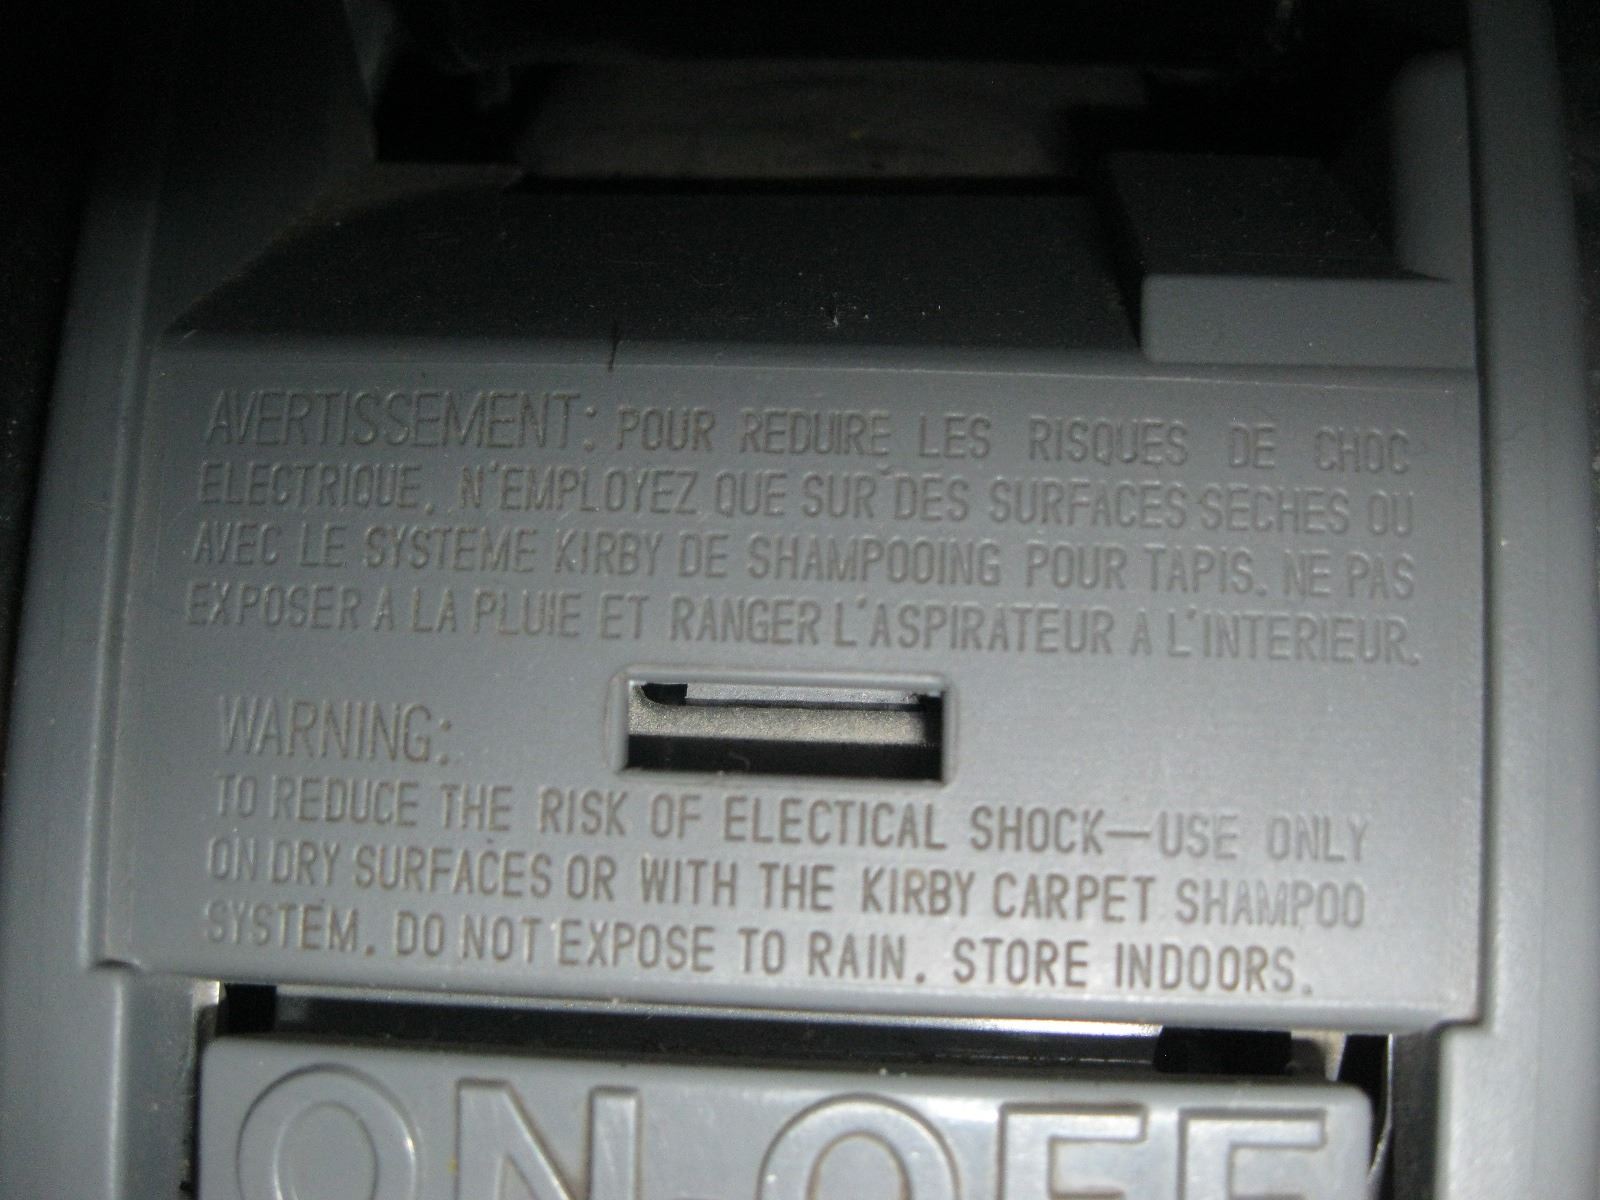 AVERTISSEMENT: POUR REDUIRE LES RISQUES DE CHOC
ELECTRIQUE, N'EMPLOYEZ QUE SUR DES SURFACES SECHES OU
AVEC LE SYSTEME KIRBY DE SHAMPOOING POUR TAPIS. NE PAS
EXPOSER A LA PLUIE ET RANGER L'ASPIRATEUR A L'INTERIEUR.
WARNING:
TO REDUCE THE RISK OF ELECTICAL SHOCK—USE ONLY
ON DRY SURFACES OR WITH THE KIRBY CARPET SHAMPOO
SYSTEM. DO NOT EXPOSE TO RAIN. STORE INDOORS.
ON-OFF